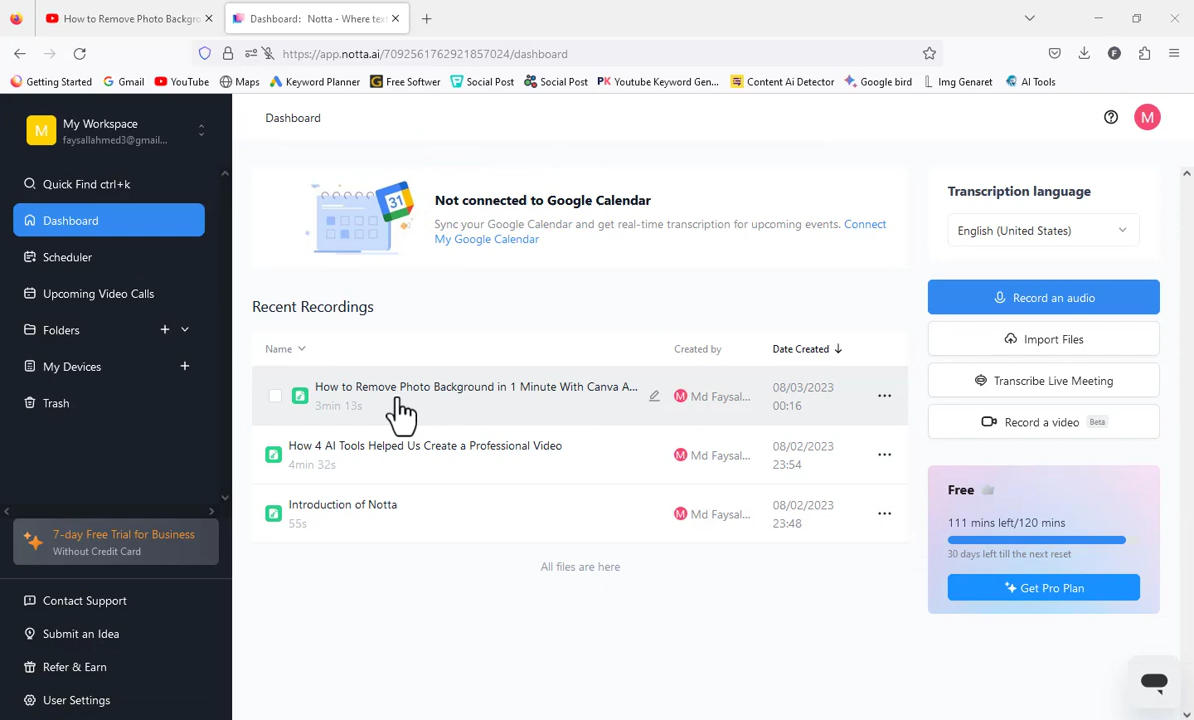 How to Remove Photo Backgro
Dashboard: Notta - Where tex
https://app.notta.ai/7092561762921857024/dashboard
Getting Started
Gmail
YouTube
Maps
Keyword Planner
Free Softwer
Social Post
Social Post
PK Youtube Keyword Gen...
Content Ai Detector
Google bird
Img Genaret
AI Tools
M
My Workspace
faysallahmed3@gmail...
Quick Find ctrl+k
Dashboard
Scheduler
Upcoming Video Calls
Folders
My Devices
Trash
7-day Free Trial for Business
Without Credit Card
Contact Support
Submit an Idea
Refer & Earn
User Settings
Dashboard
M
31
Not connected to Google Calendar
Sync your Google Calendar and get real-time transcription for upcoming events. Connect
My Google Calendar
Recent Recordings
Name
Created by
Date Created
How to Remove Photo Background in 1 Minute With Canva A...
3min 13s
M Md Faysal...
08/03/2023
00:16
How 4 AI Tools Helped Us Create a Professional Video
4min 32s
M Md Faysal...
08/02/2023
23:54
Introduction of Notta
55s
M Md Faysal...
08/02/2023
23:48
All files are here
Transcription language
English (United States)
Record an audio
Import Files
Transcribe Live Meeting
Record a video Beta
Free
111 mins left/120 mins
30 days left till the next reset
Get Pro Plan